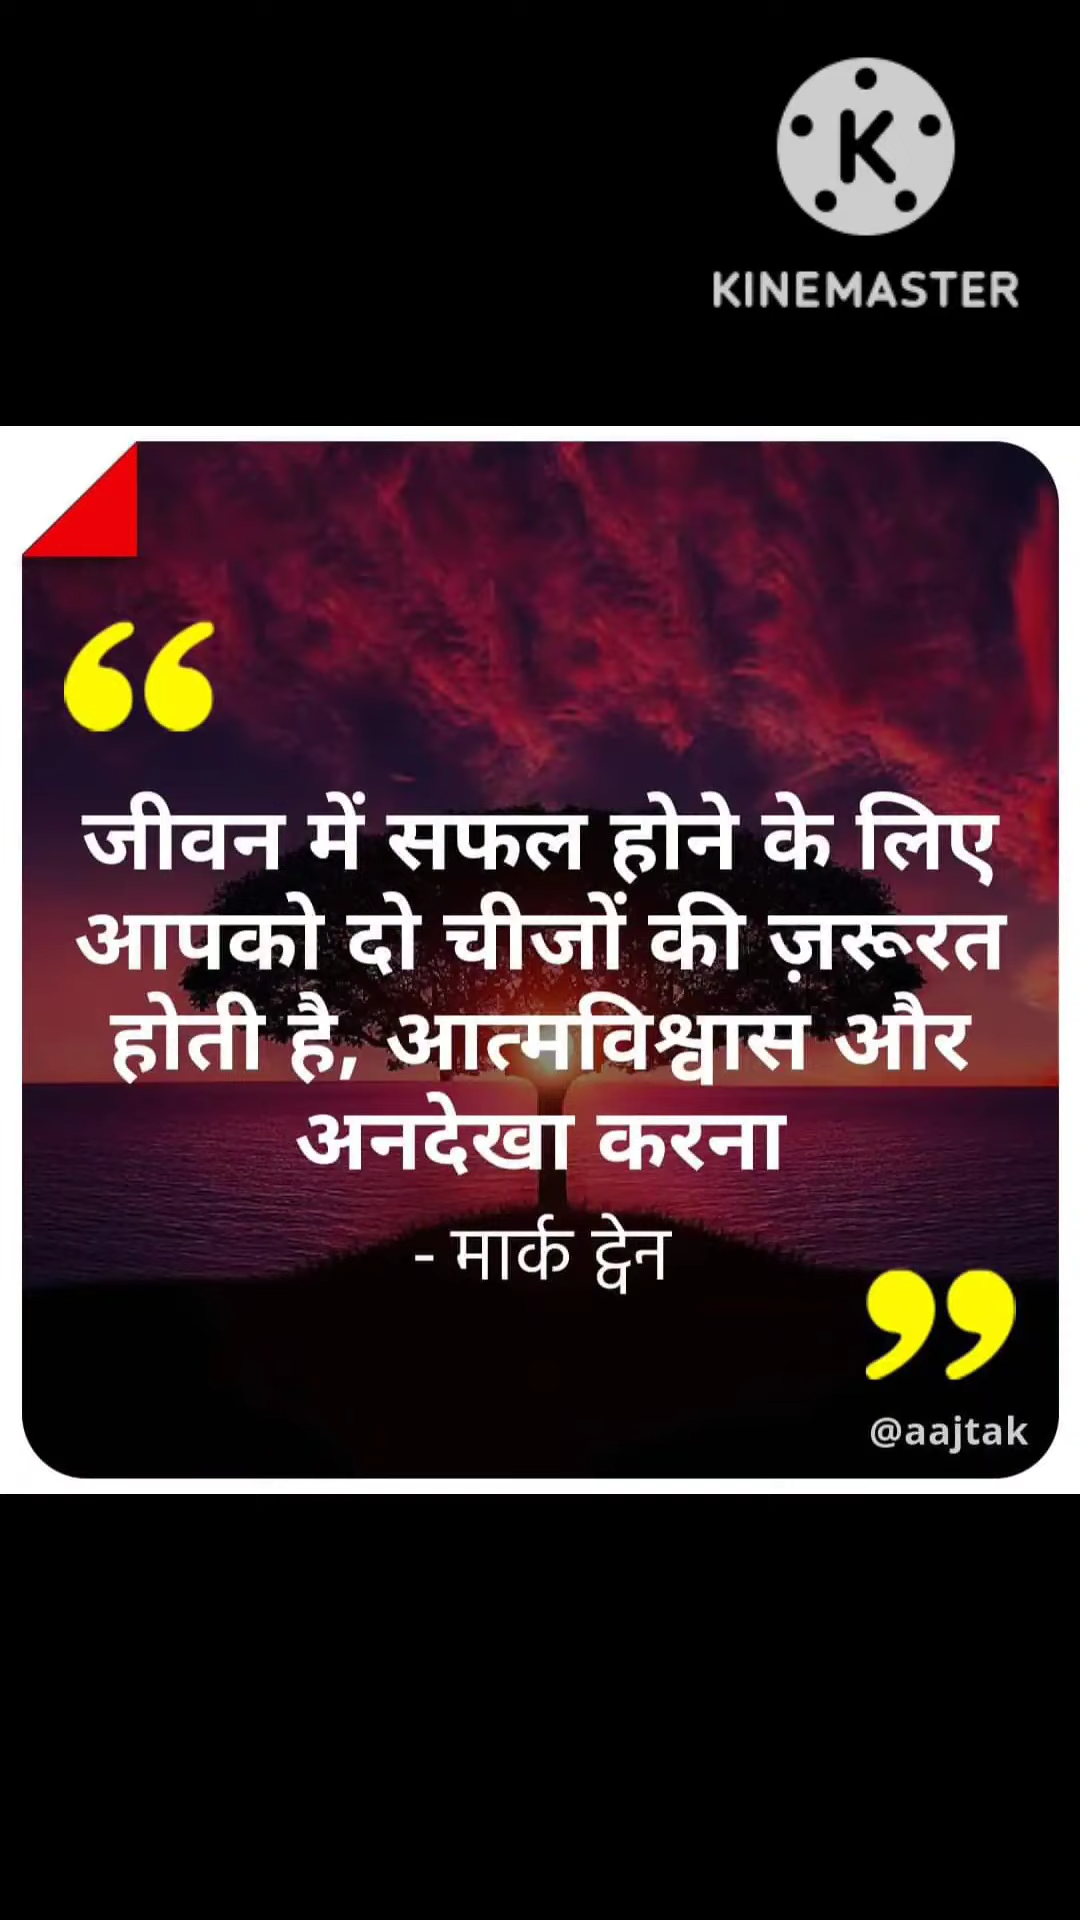 K
KINEMASTER
“
जीवन में सफल होने के लिए
आपको दो चीजों की ज़रूरत
होती है, आत्मविश्वास और
अनदेखा करना
- मार्क ट्वेन
”
@aajtak